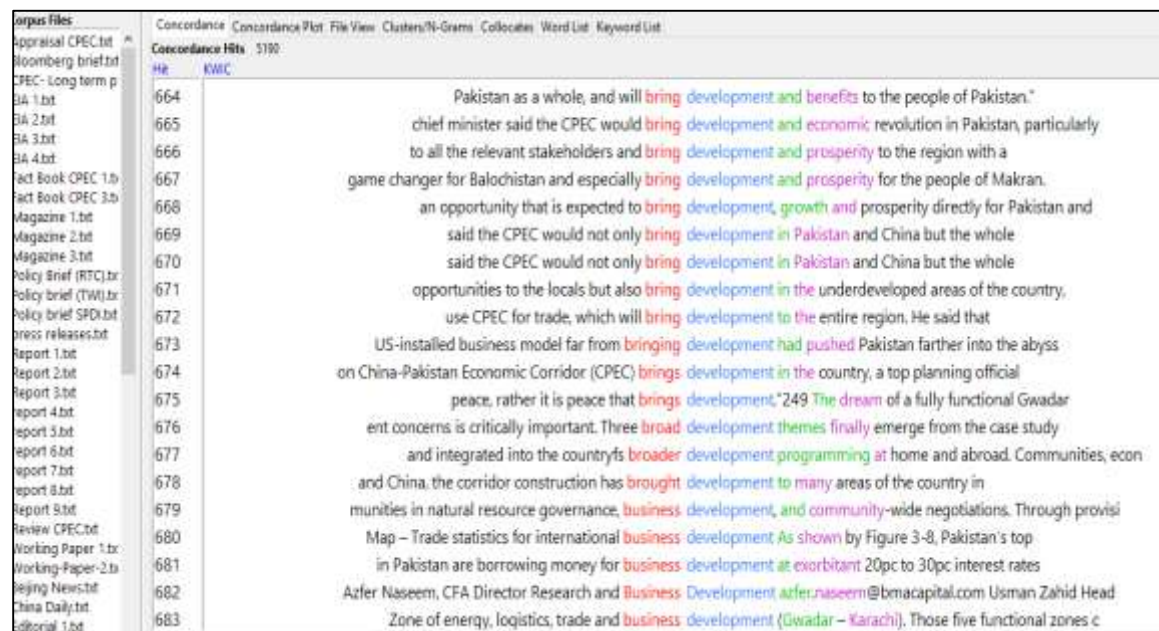 Corpus Files
Appraisal CPEC.txt
Bloomberg brief.txt
CPEC- Long term p
EIA 1.txt
EIA 2.txt
EIA 3.txt
EIA 4.txt
Fact Book CPEC 1.tx
Fact Book CPEC 3.tx
Magazine 1.txt
Magazine 2.txt
Magazine 3.txt
Policy Brief (RTC).tx
Policy brief (TWI).tx
Policy brief SPDI.txt
press releases.txt
Report 1.txt
Report 2.txt
Report 3.txt
report 4.txt
report 5.txt
report 6.txt
report 7.txt
report 8.txt
Report 9.txt
Review CPEC.txt
Working Paper 1.tx
Working-Paper-2.tx
Beijing News.txt
China Daily.txt
Editorial 1.txt
Concordance Concordance Plot File View Clusters/N-Grams Collocates Word List Keyword List
Concordance Hits 5190
Hit KWIC
664 Pakistan as a whole, and will bring development and benefits to the people of Pakistan."
665 chief minister said the CPEC would bring development and economic revolution in Pakistan, particularly
666 to all the relevant stakeholders and bring development and prosperity to the region with a
667 game changer for Balochistan and especially bring development and prosperity for the people of Makran.
668 an opportunity that is expected to bring development, growth and prosperity directly for Pakistan and
669 said the CPEC would not only bring development in Pakistan and China but the whole
670 said the CPEC would not only bring development in Pakistan and China but the whole
671 opportunities to the locals but also bring development in the underdeveloped areas of the country,
672 use CPEC for trade, which will bring development to the entire region. He said that
673 US-installed business model far from bringing development had pushed Pakistan farther into the abyss
674 on China-Pakistan Economic Corridor (CPEC) brings development in the country, a top planning official
675 peace, rather it is peace that brings development."249 The dream of a fully functional Gwadar
676 ent concerns is critically important. Three broad development themes finally emerge from the case study
677 and integrated into the countryfs broader development programming at home and abroad. Communities, econ
678 and China, the corridor construction has brought development to many areas of the country in
679 munities in natural resource governance, business development, and community-wide negotiations. Through provisi
680 Map – Trade statistics for international business development As shown by Figure 3-8, Pakistan's top
681 in Pakistan are borrowing money for business development at exorbitant 20pc to 30pc interest rates
682 Azfer Naseem, CFA Director Research and Business Development azfer.naseem@bmacapital.com Usman Zahid Head
683 Zone of energy, logistics, trade and business development (Gwadar – Karachi). Those five functional zones c